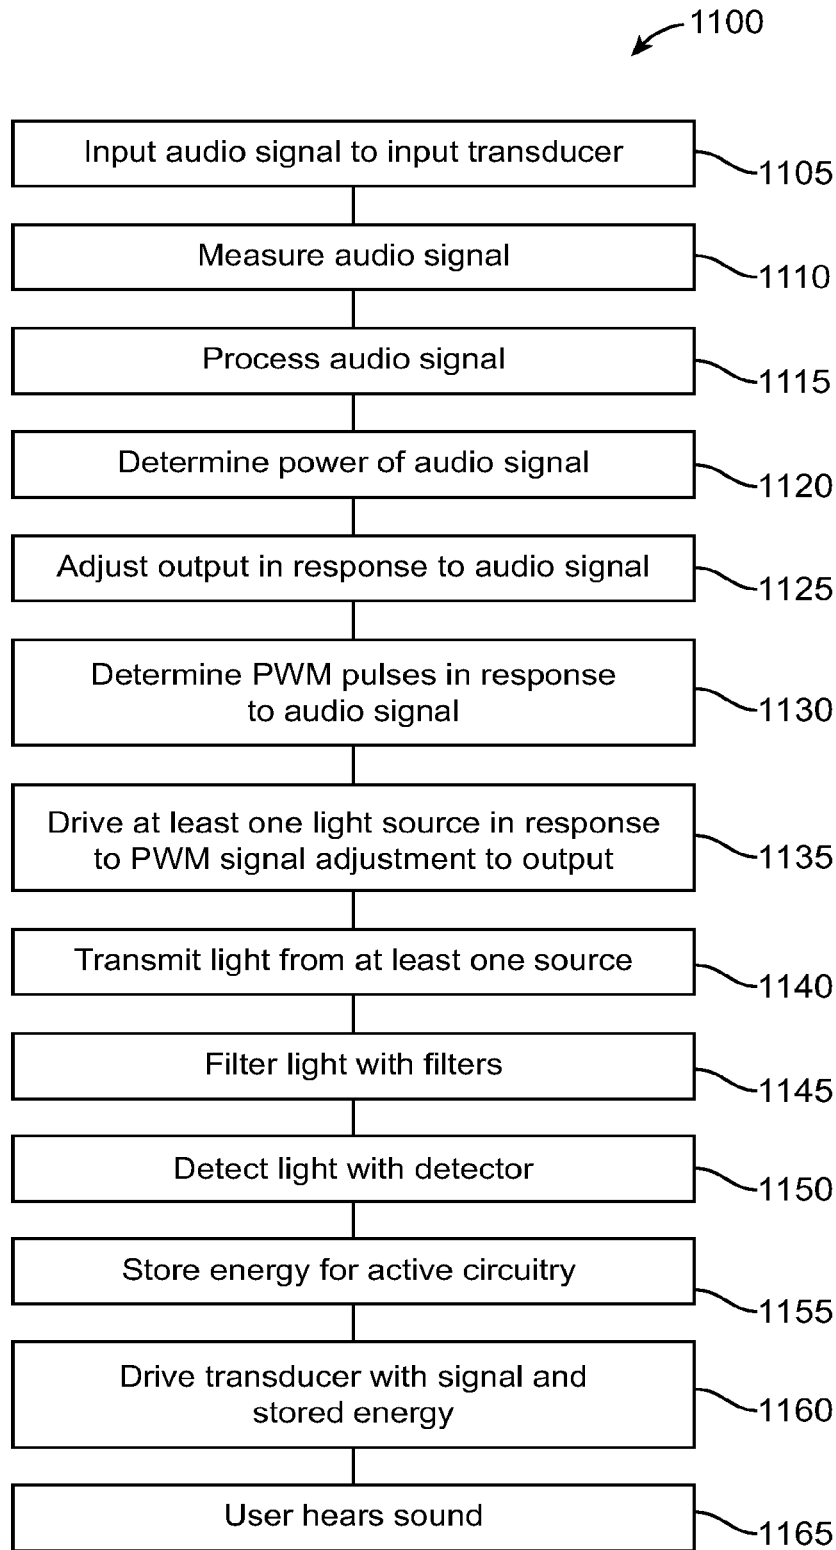 1100
Input audio signal to input transducer
1105
Measure audio signal
1110
Process audio signal
1115
Determine power of audio signal
1120
Adjust output in response to audio signal
1125
Determine PWM pulses in response
to audio signal
1130
Drive at least one light source in response
to PWM signal adjustment to output
1135
Transmit light from at least one source
1140
Filter light with filters
1145
Detect light with detector
1150
Store energy for active circuitry
1155
Drive transducer with signal and
stored energy
1160
User hears sound
1165